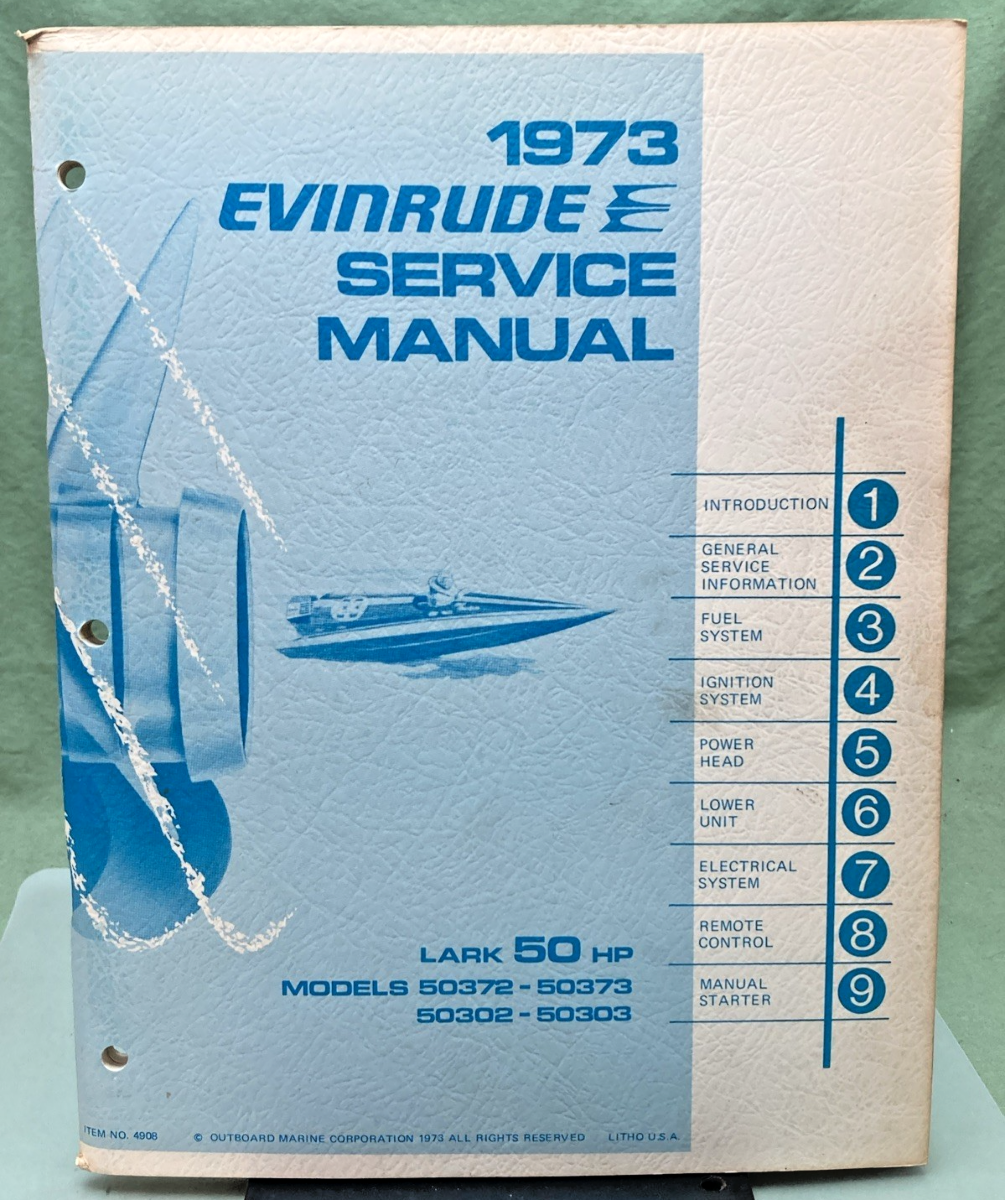 1973
EVINRUDE
SERVICE
MANUAL
INTRODUCTION 1
GENERAL
SERVICE
INFORMATION 2
FUEL
SYSTEM 3
IGNITION
SYSTEM 4
POWER
HEAD 5
LOWER
UNIT 6
ELECTRICAL
SYSTEM 7
REMOTE
CONTROL 8
MANUAL
STARTER 9
LARK 50 HP
MODELS 50372 - 50373
50302 - 50303
ITEM NO. 4908 © OUTBOARD MARINE CORPORATION 1973 ALL RIGHTS RESERVED LITHO U.S.A.